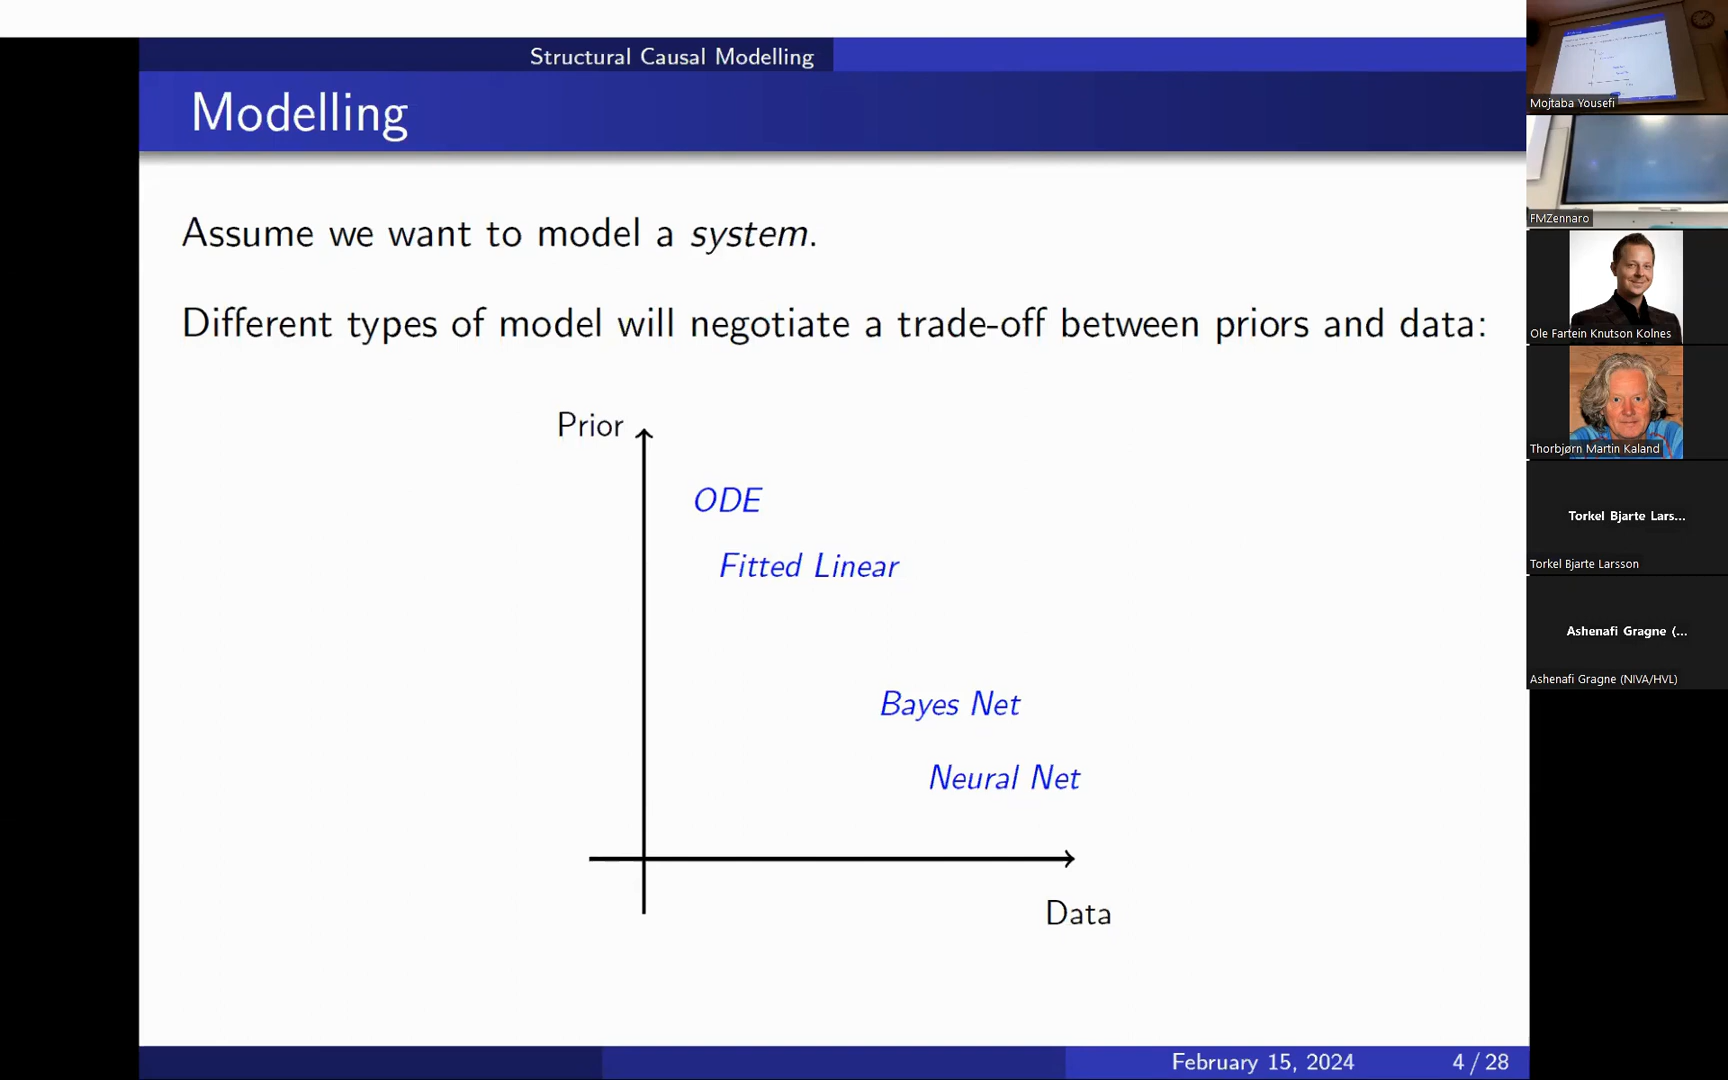 Structural Causal Modelling
Modelling
Assume we want to model a system.
Different types of model will negotiate a trade-off between priors and data:
Prior
ODE
Fitted Linear
Bayes Net
Neural Net
Data
February 15, 2024
4 / 28
Mojtaba Yousefi
FMZennaro
Ole Fartein Knutson Kolnes
Thorbjørn Martin Kaland
Torkel Bjarte Lars...
Torkel Bjarte Larsson
Ashenafi Gragne (...
Ashenafi Gragne (NIVA/HVL)